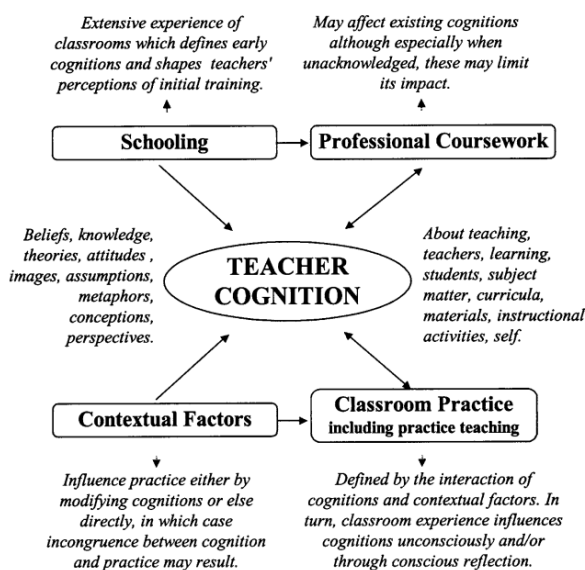 Extensive experience of
classrooms which defines early
cognitions and shapes teachers'
perceptions of initial training.
May affect existing cognitions
although especially when
unacknowledged, these may limit
its impact.
Schooling
Professional Coursework
Beliefs, knowledge,
theories, attitudes ,
images, assumptions,
metaphors,
conceptions,
perspectives.
TEACHER
COGNITION
About teaching,
teachers, learning,
students, subject
matter, curricula,
materials, instructional
activities, self.
Contextual Factors
Classroom Practice
including practice teaching
Influence practice either by
modifying cognitions or else
directly, in which case
incongruence between cognition
and practice may result.
Defined by the interaction of
cognitions and contextual factors. In
turn, classroom experience influences
cognitions unconsciously and/or
through conscious reflection.